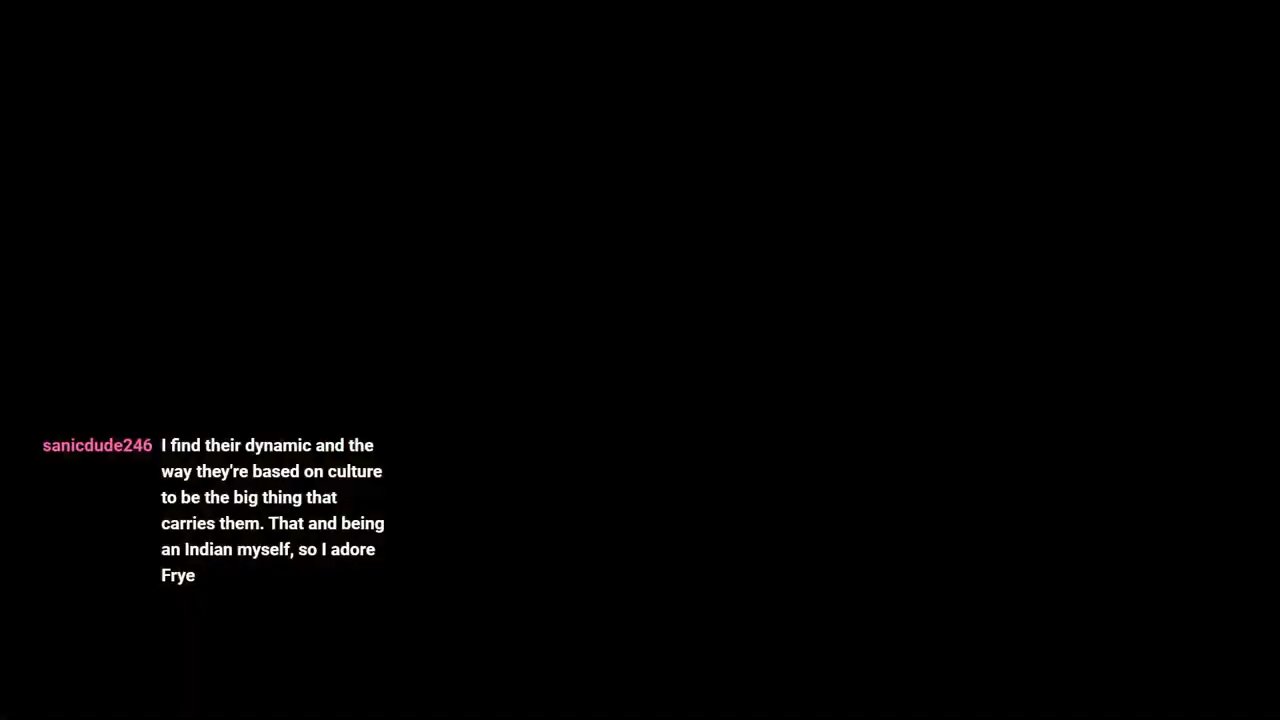 sanicdude246 I find their dynamic and the
way they're based on culture
to be the big thing that
carries them. That and being
an Indian myself, so I adore
Frye